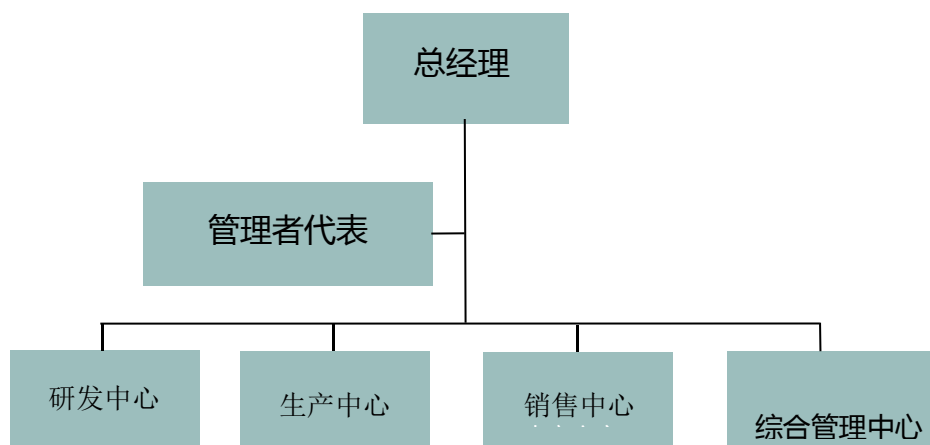 总经理
管理者代表
研发中心
生产中心
销售中心
综合管理中心